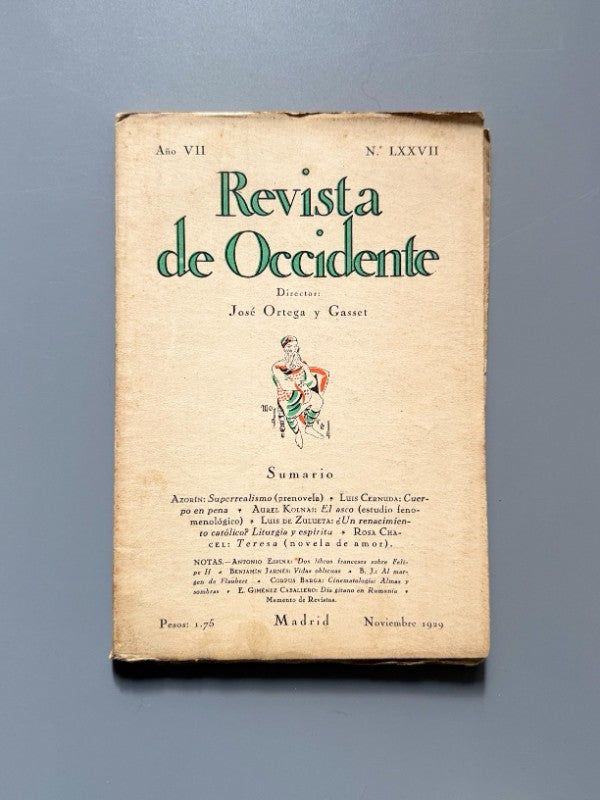 Año VII N.º LXXVII
Revista
de Occidente
Director:
José Ortega y Gasset
Sumario
Azorín: Superrealismo (prenovela) • Luis Cernuda: Cuer-
po en pena • Aurel Kolnai: El asco (estudio feno-
menológico) • Luis de Zulueta: ¿Un renacimien-
to católico? Liturgia y espíritu • Rosa Cha-
cel: Teresa (novela de amor).
NOTAS.—Antonio Espina: Dos libros franceses sobre Feli-
pe II • Benjamín Jarnés: Vidas oblicuas • B. J.: Al mar-
gen de Flaubert • Corpus Barga: Cinematología: Almas y
sombras • E. Giménez Caballero: Día gitano en Rumania •
Memento de Revistas.
Pesos: 1,75 Madrid Noviembre 1929